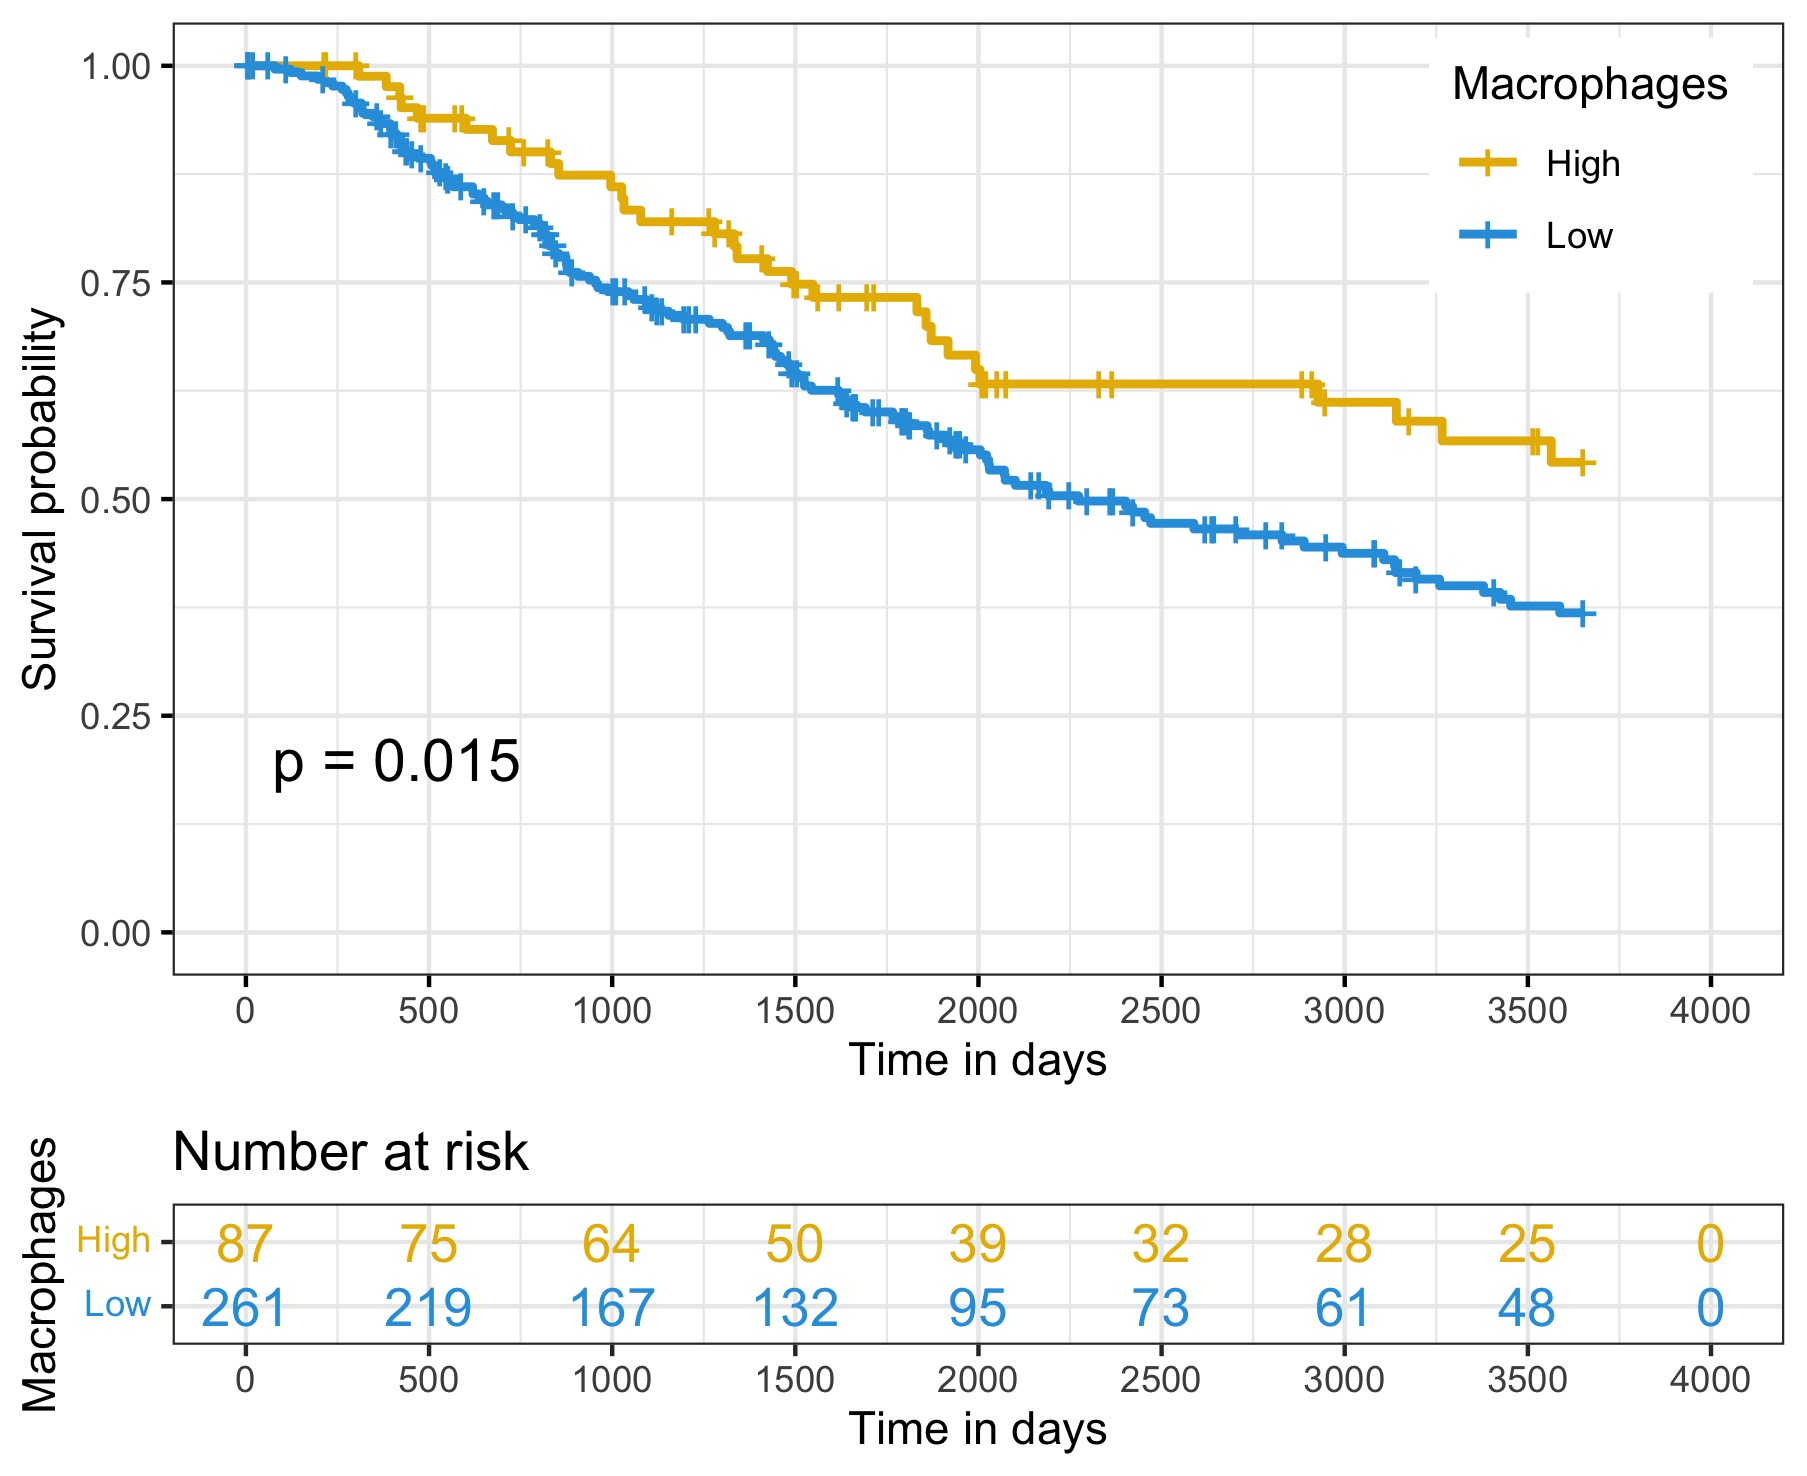 Macrophages
High
Low
1.00
0.75
0.50
0.25
0.00
Survival probability
p = 0.015
0 500 1000 1500 2000 2500 3000 3500 4000
Time in days
Number at risk
Macrophages
High 87 75 64 50 39 32 28 25 0
Low 261 219 167 132 95 73 61 48 0
0 500 1000 1500 2000 2500 3000 3500 4000
Time in days